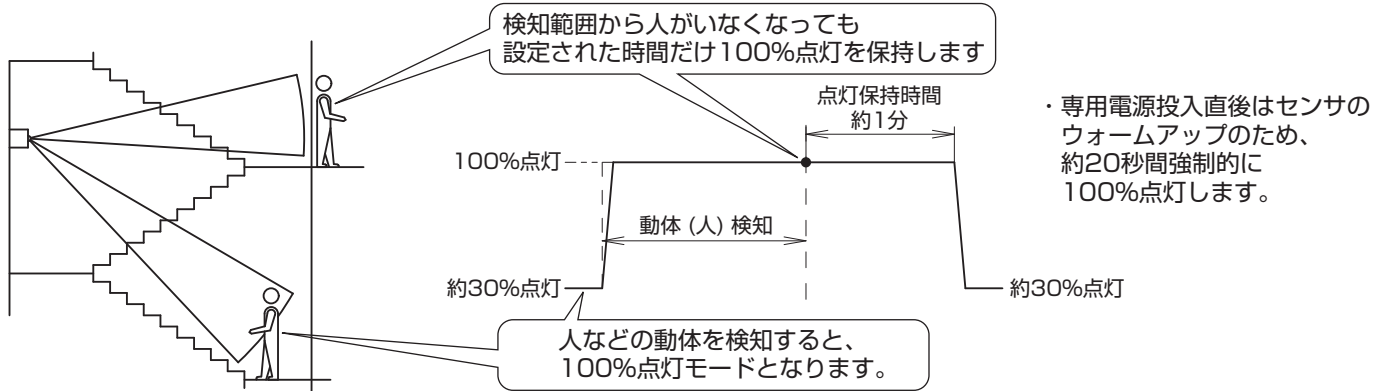 検知範囲から人がいなくなっても
設定された時間だけ100%点灯を保持します
点灯保持時間
約1分
100%点灯
動体 (人) 検知
約30%点灯
約30%点灯
人などの動体を検知すると、
100%点灯モードとなります。
・専用電源投入直後はセンサの
ウォームアップのため、
約20秒間強制的に
100%点灯します。